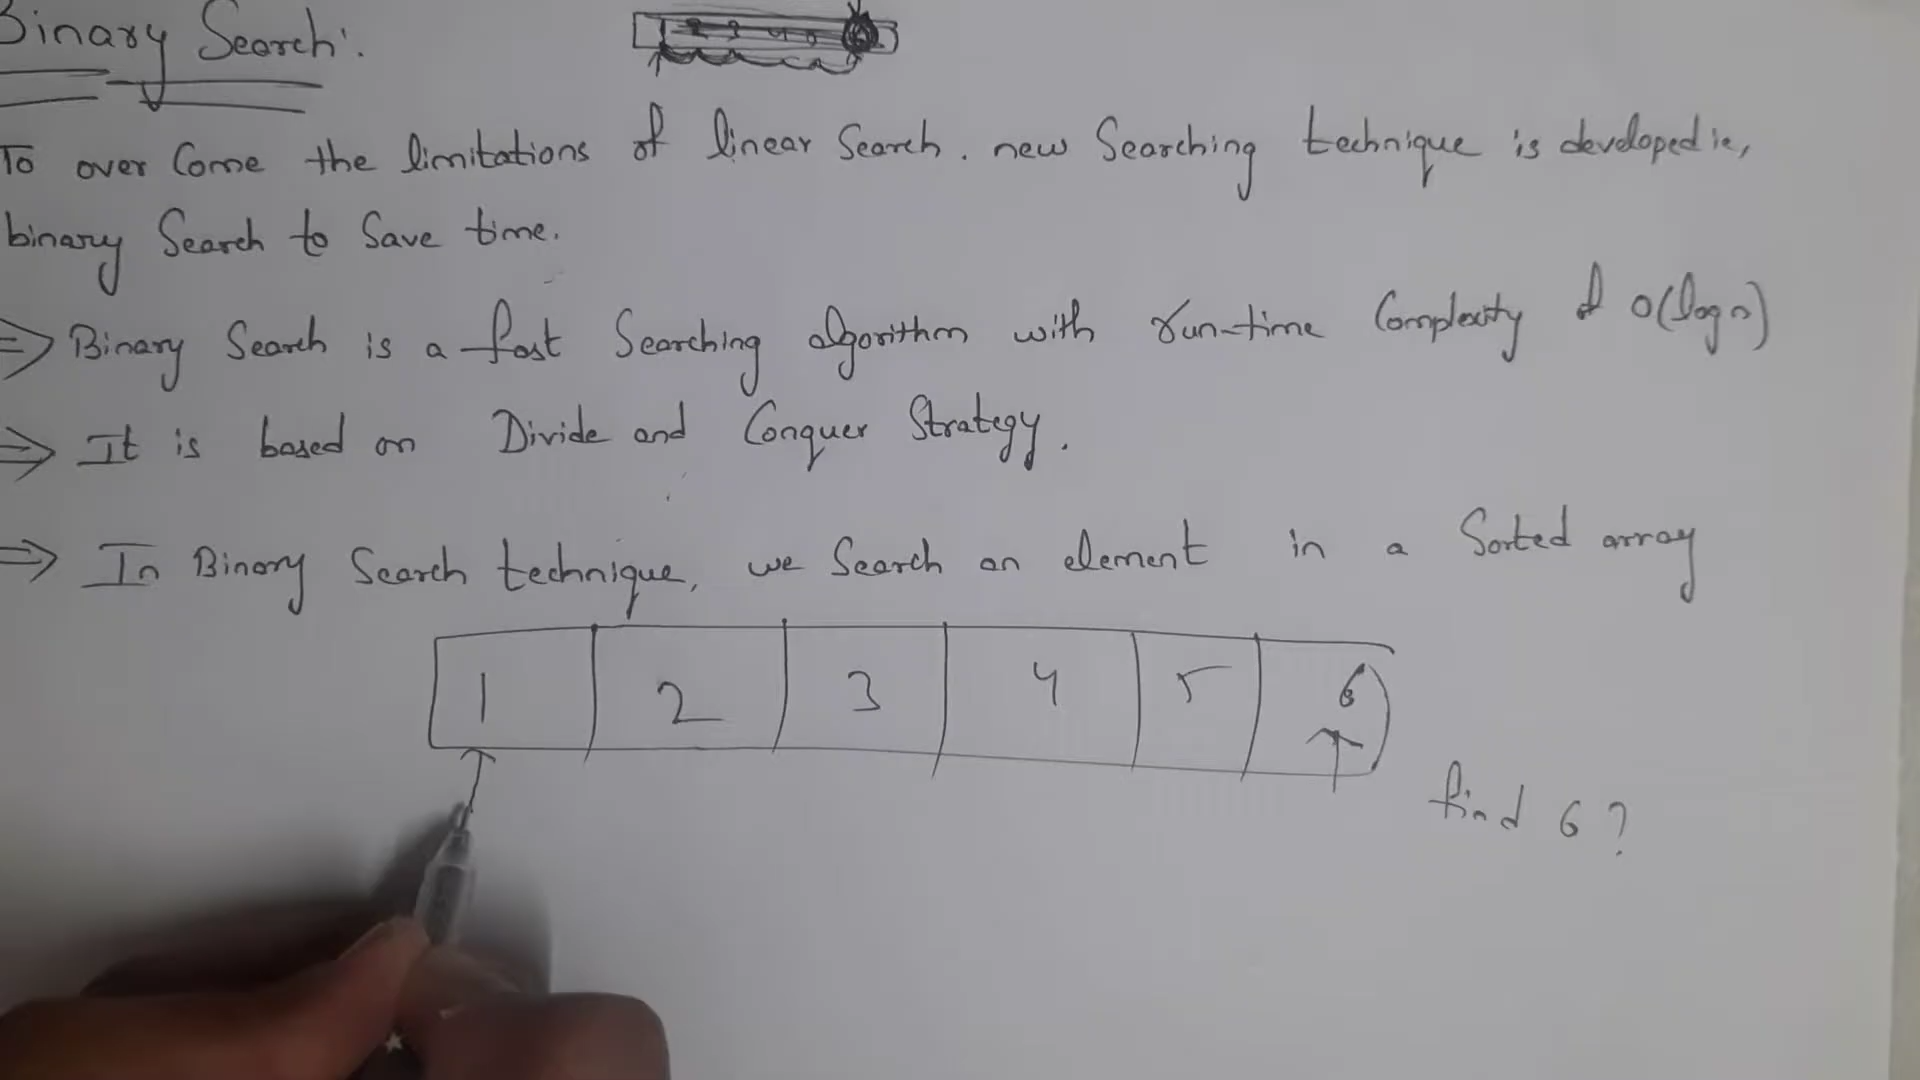 Binary Search:
To over Come the limitations of linear Search. new Searching technique is developed ie,
binary Search to Save time.
⇒ Binary Search is a fast Searching algorithm with run-time Complexity of O(log n)
⇒ It is based on Divide and Conquer Strategy.
⇒ In Binary Search technique, we Search an element in a Sorted array
1 2 3 4 5 6
find 6?